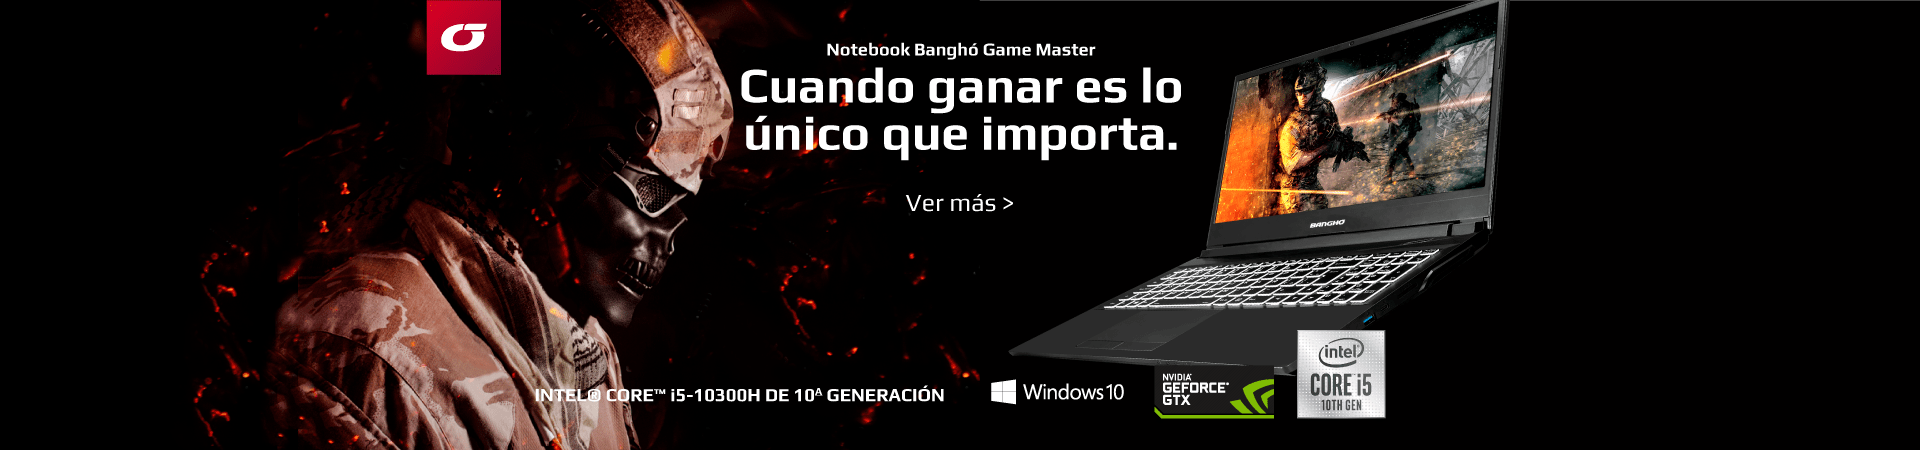 Notebook Banghó Game Master
Cuando ganar es lo
único que importa.
Ver más >
BANGHO
INTEL® CORE™ i5-10300H DE 10ª GENERACIÓN
Windows 10
NVIDIA®
GEFORCE®
GTX
intel®
CORE i5
10TH GEN